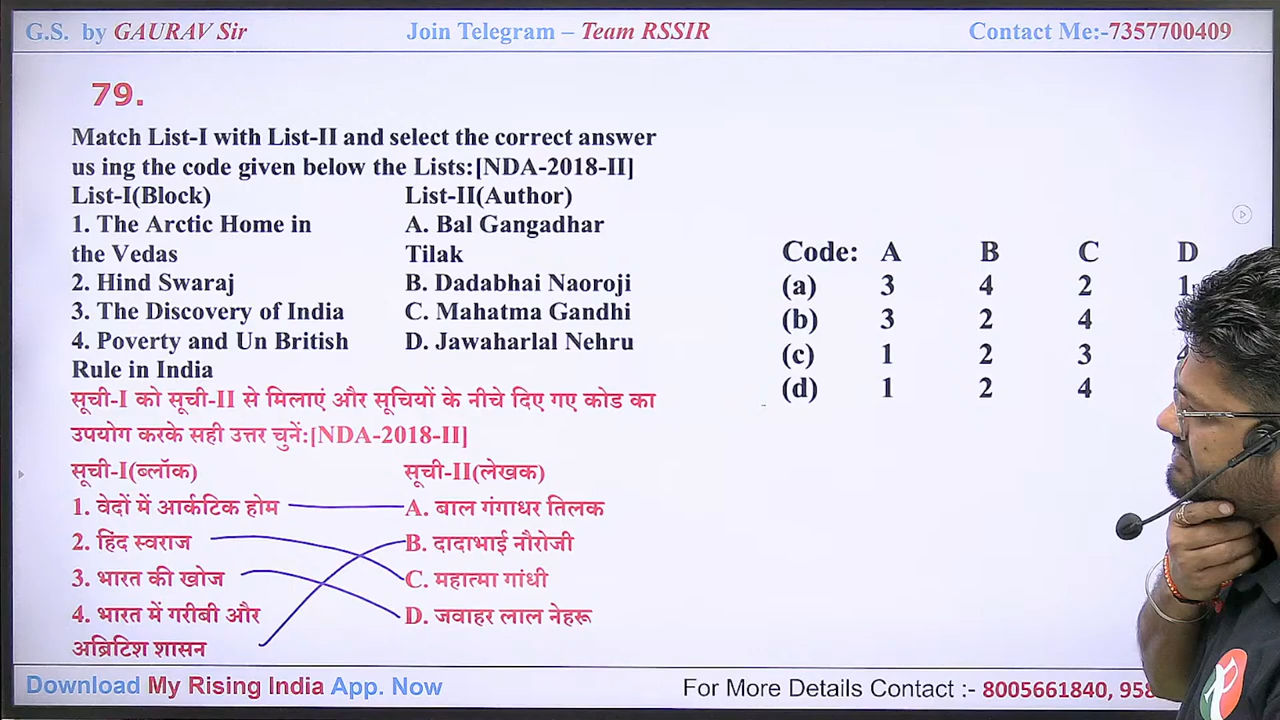 G.S. by GAURAV Sir
Join Telegram – Team RSSIR
Contact Me:-7357700409
79.
Match List-I with List-II and select the correct answer
us ing the code given below the Lists:[NDA-2018-II]
List-I(Block) List-II(Author)
1. The Arctic Home in A. Bal Gangadhar
the Vedas Tilak
2. Hind Swaraj B. Dadabhai Naoroji
3. The Discovery of India C. Mahatma Gandhi
4. Poverty and Un British D. Jawaharlal Nehru
Rule in India
सूची-I को सूची-II से मिलाएं और सूचियों के नीचे दिए गए कोड का
उपयोग करके सही उत्तर चुनें:[NDA-2018-II]
सूची-I(ब्लॉक) सूची-II(लेखक)
1. वेदों में आर्कटिक होम A. बाल गंगाधर तिलक
2. हिंद स्वराज B. दादाभाई नौरोजी
3. भारत की खोज C. महात्मा गांधी
4. भारत में गरीबी और D. जवाहर लाल नेहरू
अब्रिटिश शासन
Code: A B C D
(a) 3 4 2 1
(b) 3 2 4
(c) 1 2 3
(d) 1 2 4
Download My Rising India App. Now
For More Details Contact :- 8005661840,